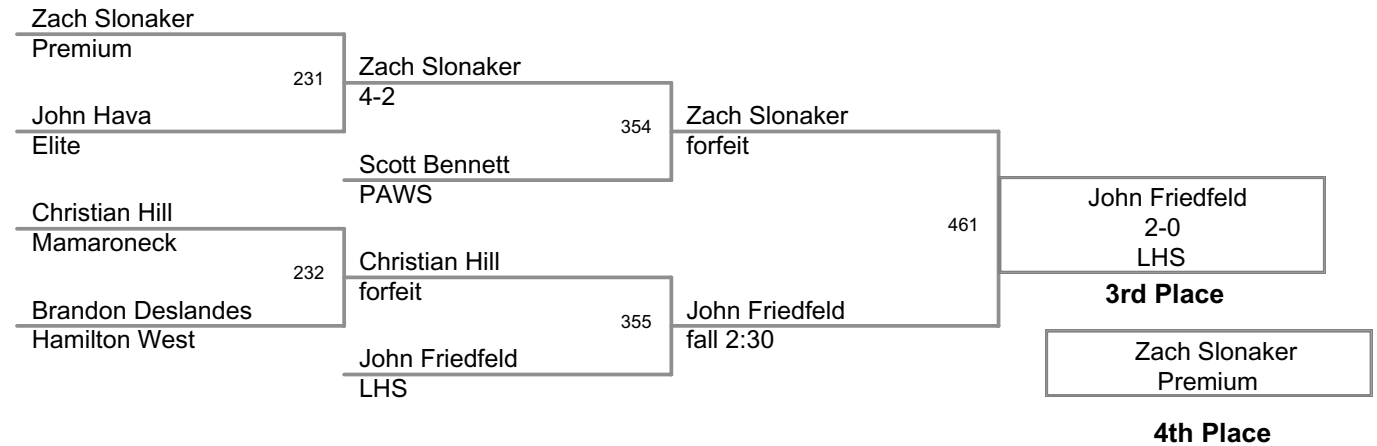 Zach Slonaker
Premium
231
John Hava
Elite
Christian Hill
Mamaroneck
232
Brandon Deslandes
Hamilton West
Zach Slonaker
4-2
354
Scott Bennett
PAWS
Christian Hill
forfeit
355
John Friedfeld
LHS
Zach Slonaker
forfeit
461
John Friedfeld
fall 2:30
John Friedfeld
2-0
LHS
3rd Place
Zach Slonaker
Premium
4th Place